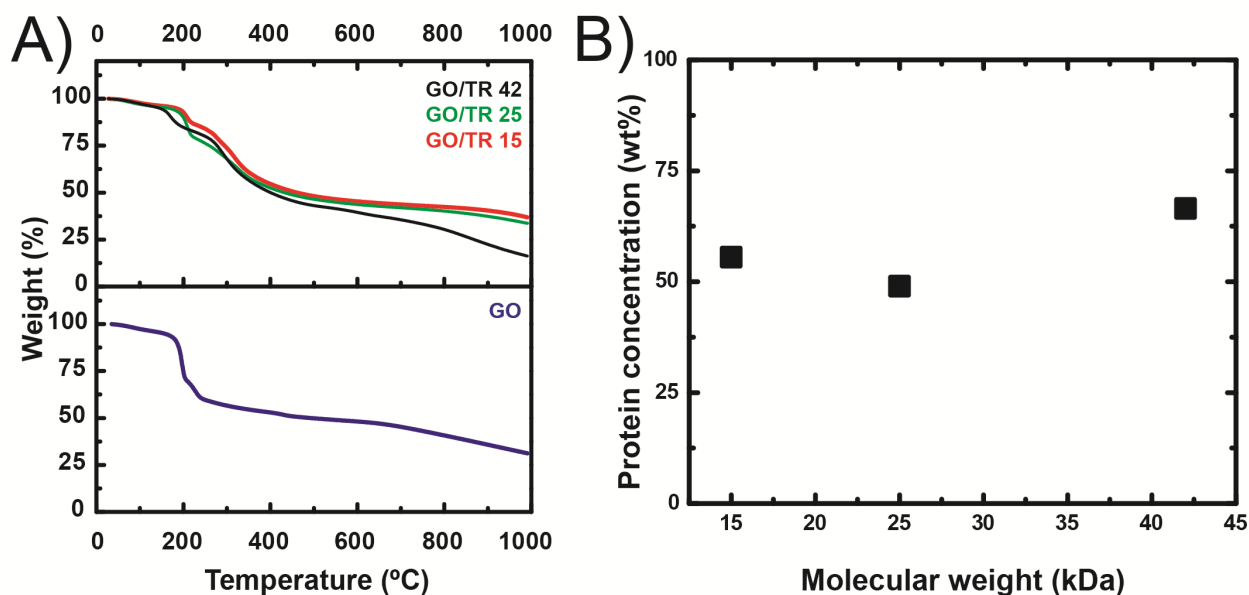 A)
0 200 400 600 800 1000
GO/TR 42
GO/TR 25
GO/TR 15
100
75
50
25
0
GO
100
75
50
25
0
Weight (%)
0 200 400 600 800 1000
Temperature (ºC)
B)
100
75
50
25
0
Protein concentration (wt%)
15 20 25 30 35 40 45
Molecular weight (kDa)